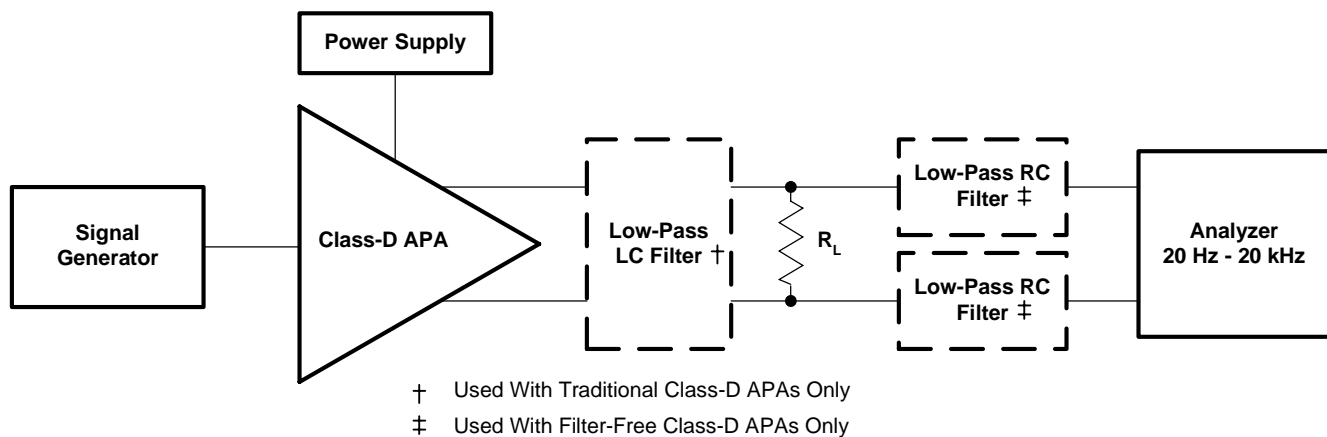 Power Supply
Signal
Generator
Class-D APA
Low-Pass
LC Filter †
RL
Low-Pass RC
Filter ‡
Low-Pass RC
Filter ‡
Analyzer
20 Hz - 20 kHz
† Used With Traditional Class-D APAs Only
‡ Used With Filter-Free Class-D APAs Only